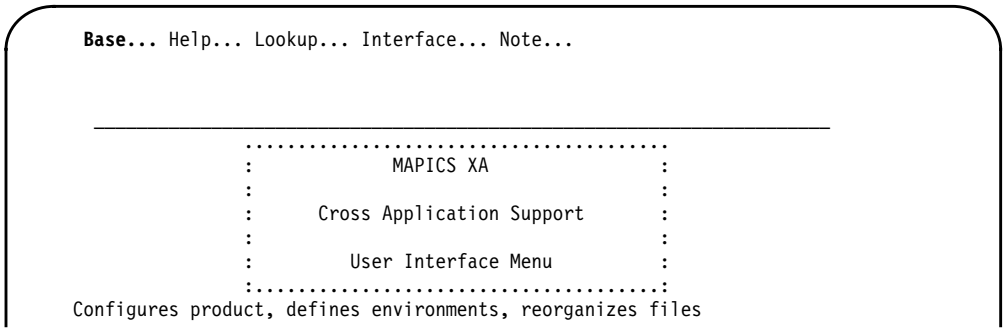 Base... Help... Lookup... Interface... Note...
MAPICS XA
Cross Application Support
User Interface Menu
Configures product, defines environments, reorganizes files